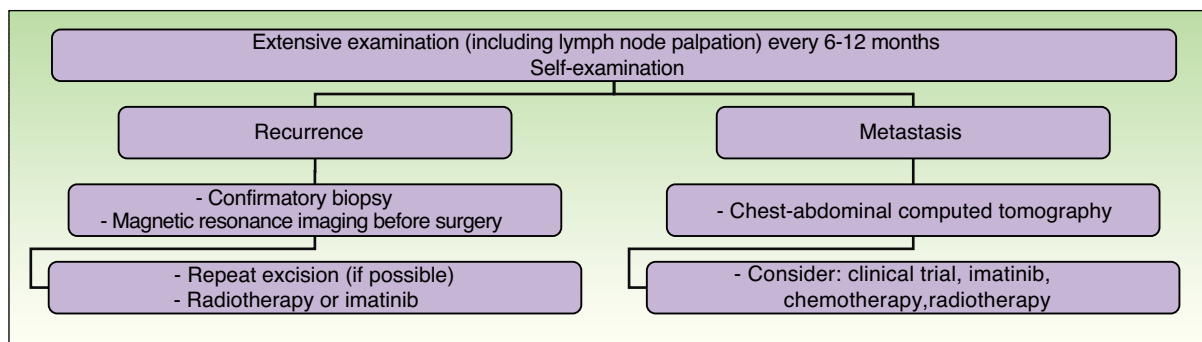 Extensive examination (including lymph node palpation) every 6-12 months
Self-examination
Recurrence
Metastasis
- Confirmatory biopsy
- Magnetic resonance imaging before surgery
- Chest-abdominal computed tomography
- Repeat excision (if possible)
- Radiotherapy or imatinib
- Consider: clinical trial, imatinib,
chemotherapy,radiotherapy